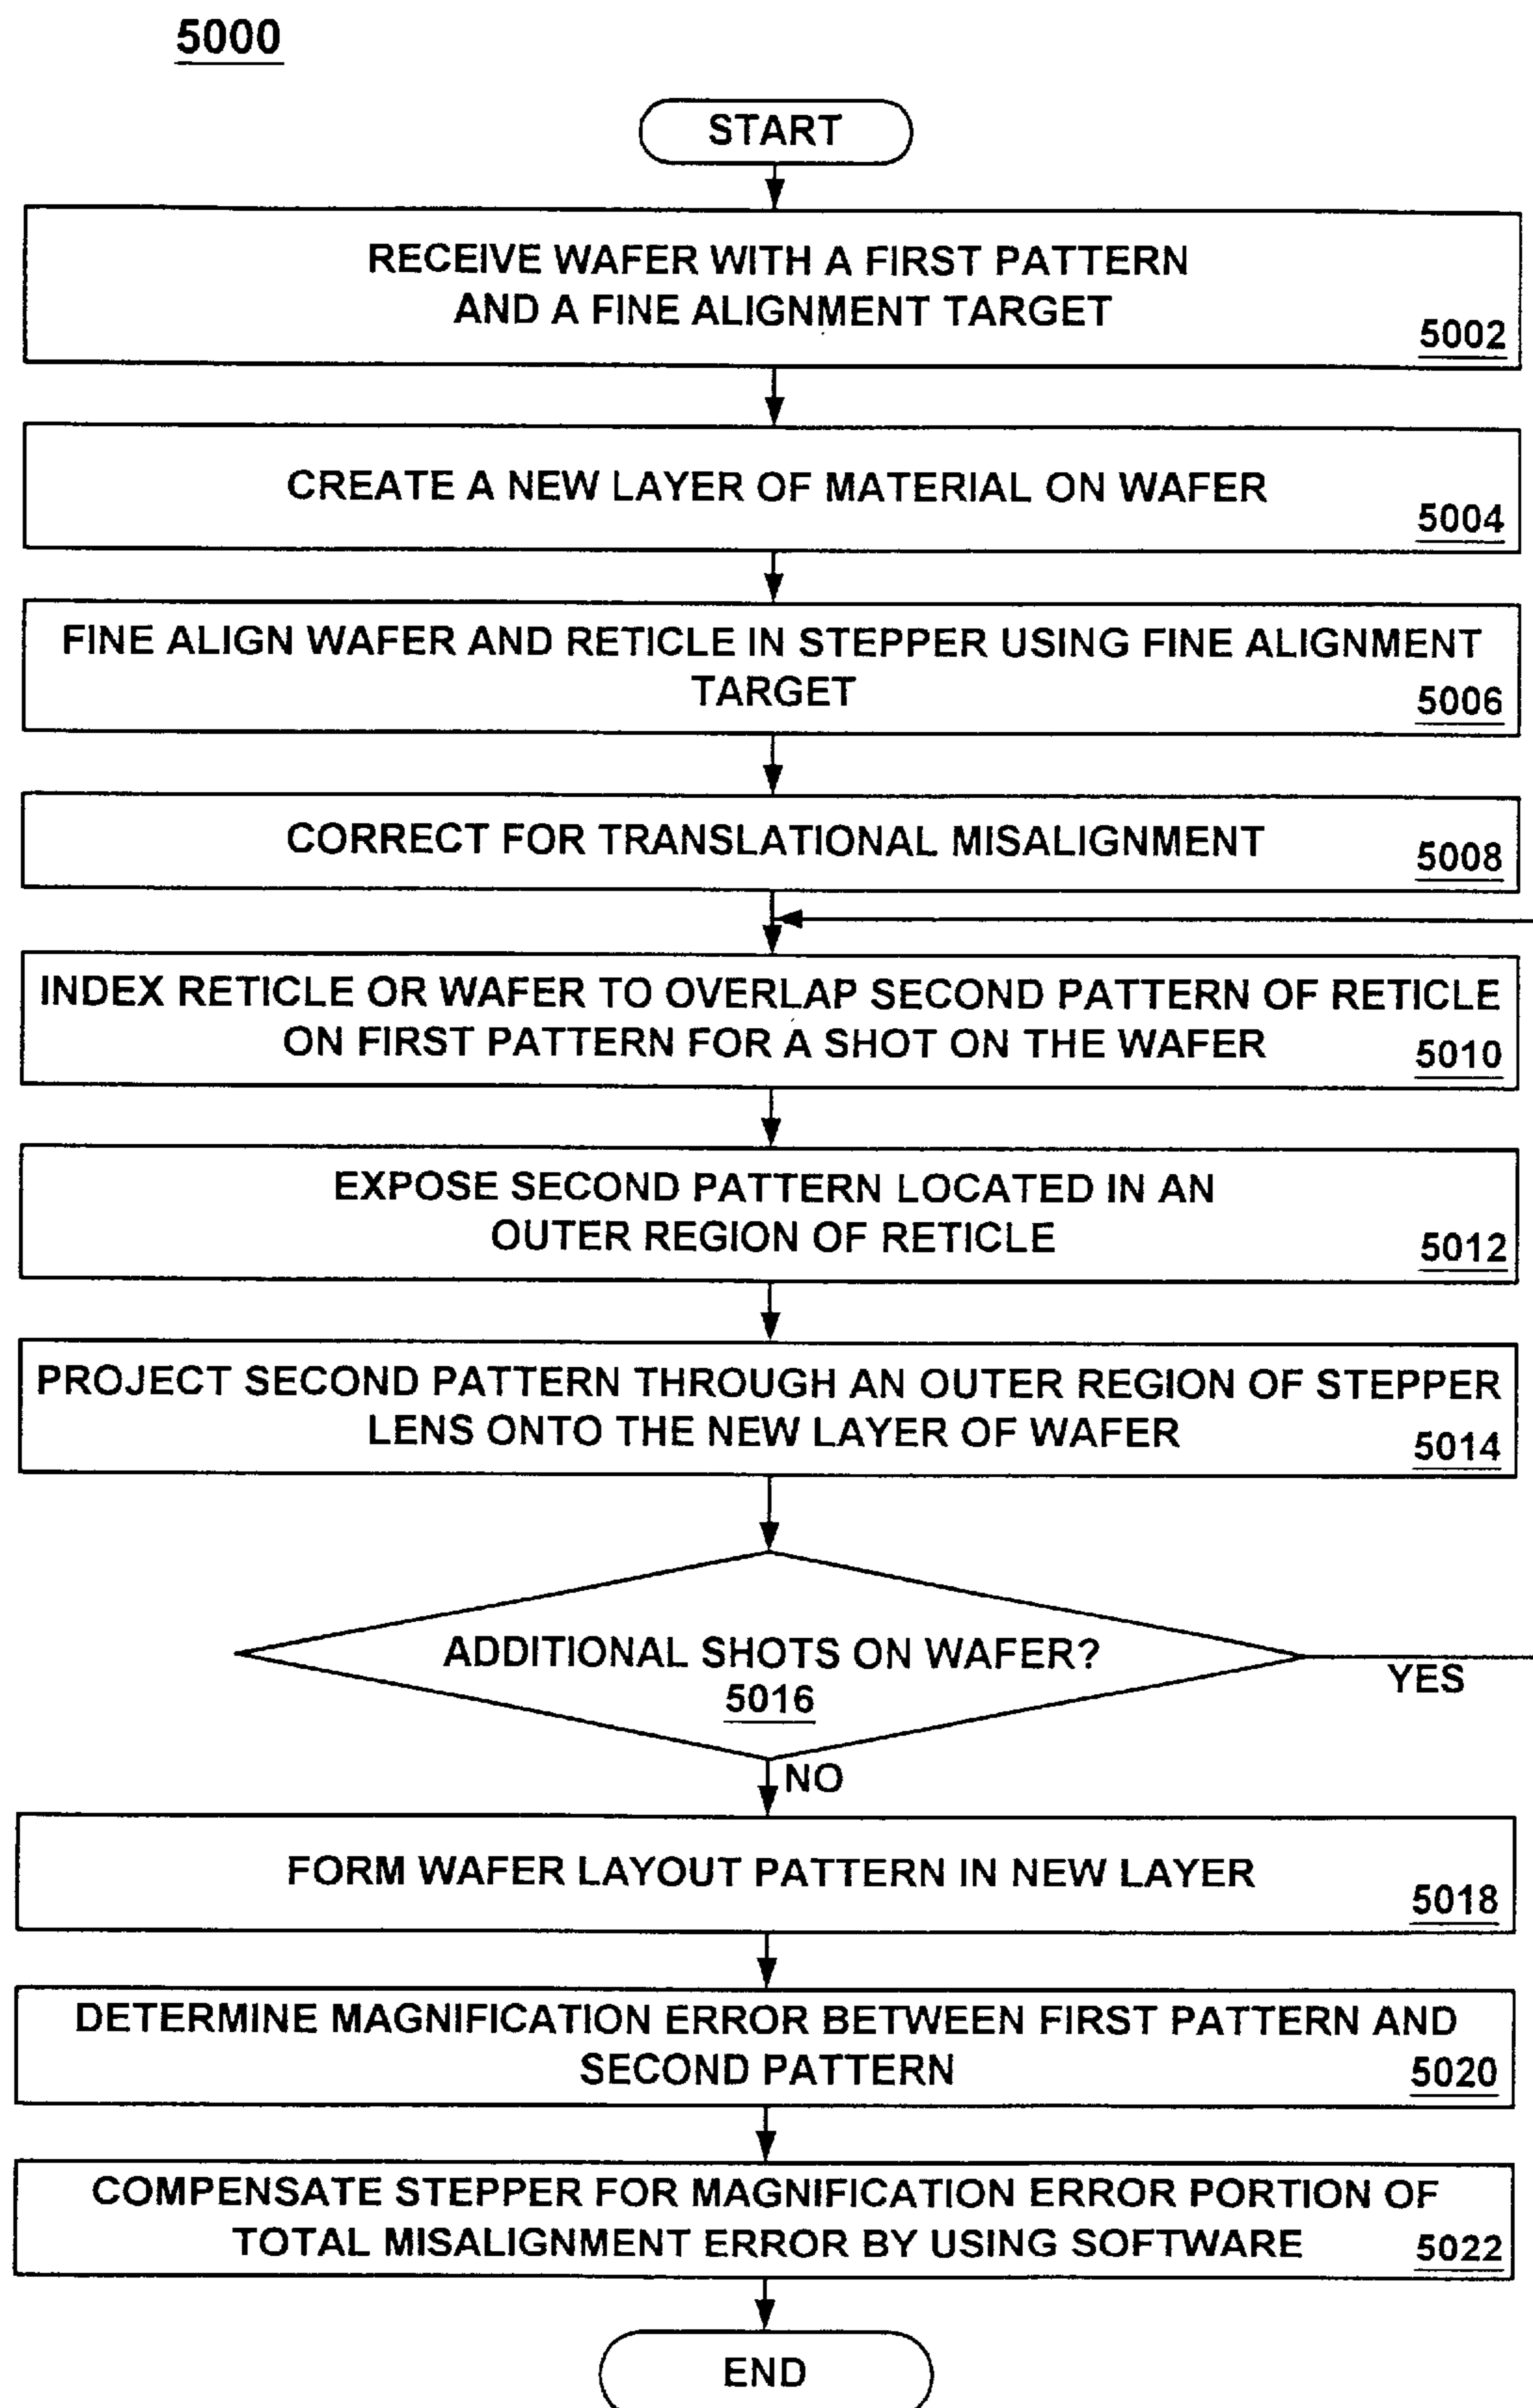 5000
START
RECEIVE WAFER WITH A FIRST PATTERN
AND A FINE ALIGNMENT TARGET
5002
CREATE A NEW LAYER OF MATERIAL ON WAFER
5004
FINE ALIGN WAFER AND RETICLE IN STEPPER USING FINE ALIGNMENT
TARGET
5006
CORRECT FOR TRANSLATIONAL MISALIGNMENT
5008
INDEX RETICLE OR WAFER TO OVERLAP SECOND PATTERN OF RETICLE
ON FIRST PATTERN FOR A SHOT ON THE WAFER
5010
EXPOSE SECOND PATTERN LOCATED IN AN
OUTER REGION OF RETICLE
5012
PROJECT SECOND PATTERN THROUGH AN OUTER REGION OF STEPPER
LENS ONTO THE NEW LAYER OF WAFER
5014
ADDITIONAL SHOTS ON WAFER?
5016
YES
NO
FORM WAFER LAYOUT PATTERN IN NEW LAYER
5018
DETERMINE MAGNIFICATION ERROR BETWEEN FIRST PATTERN AND
SECOND PATTERN
5020
COMPENSATE STEPPER FOR MAGNIFICATION ERROR PORTION OF
TOTAL MISALIGNMENT ERROR BY USING SOFTWARE
5022
END